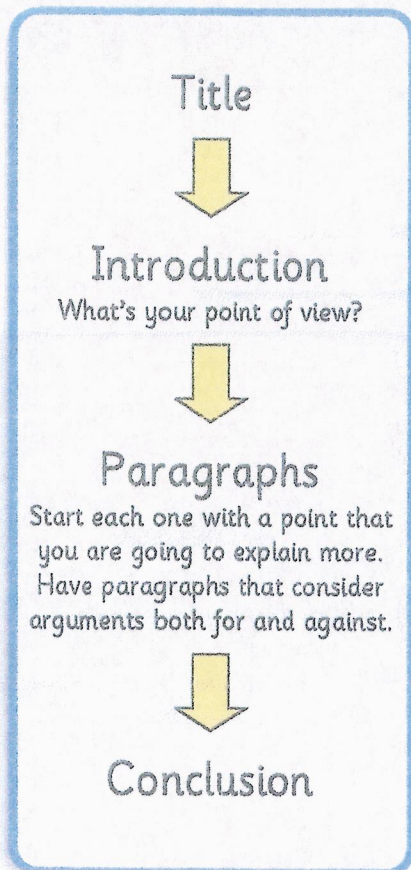 Title
Introduction
What's your point of view?
Paragraphs
Start each one with a point that
you are going to explain more.
Have paragraphs that consider
arguments both for and against.
Conclusion